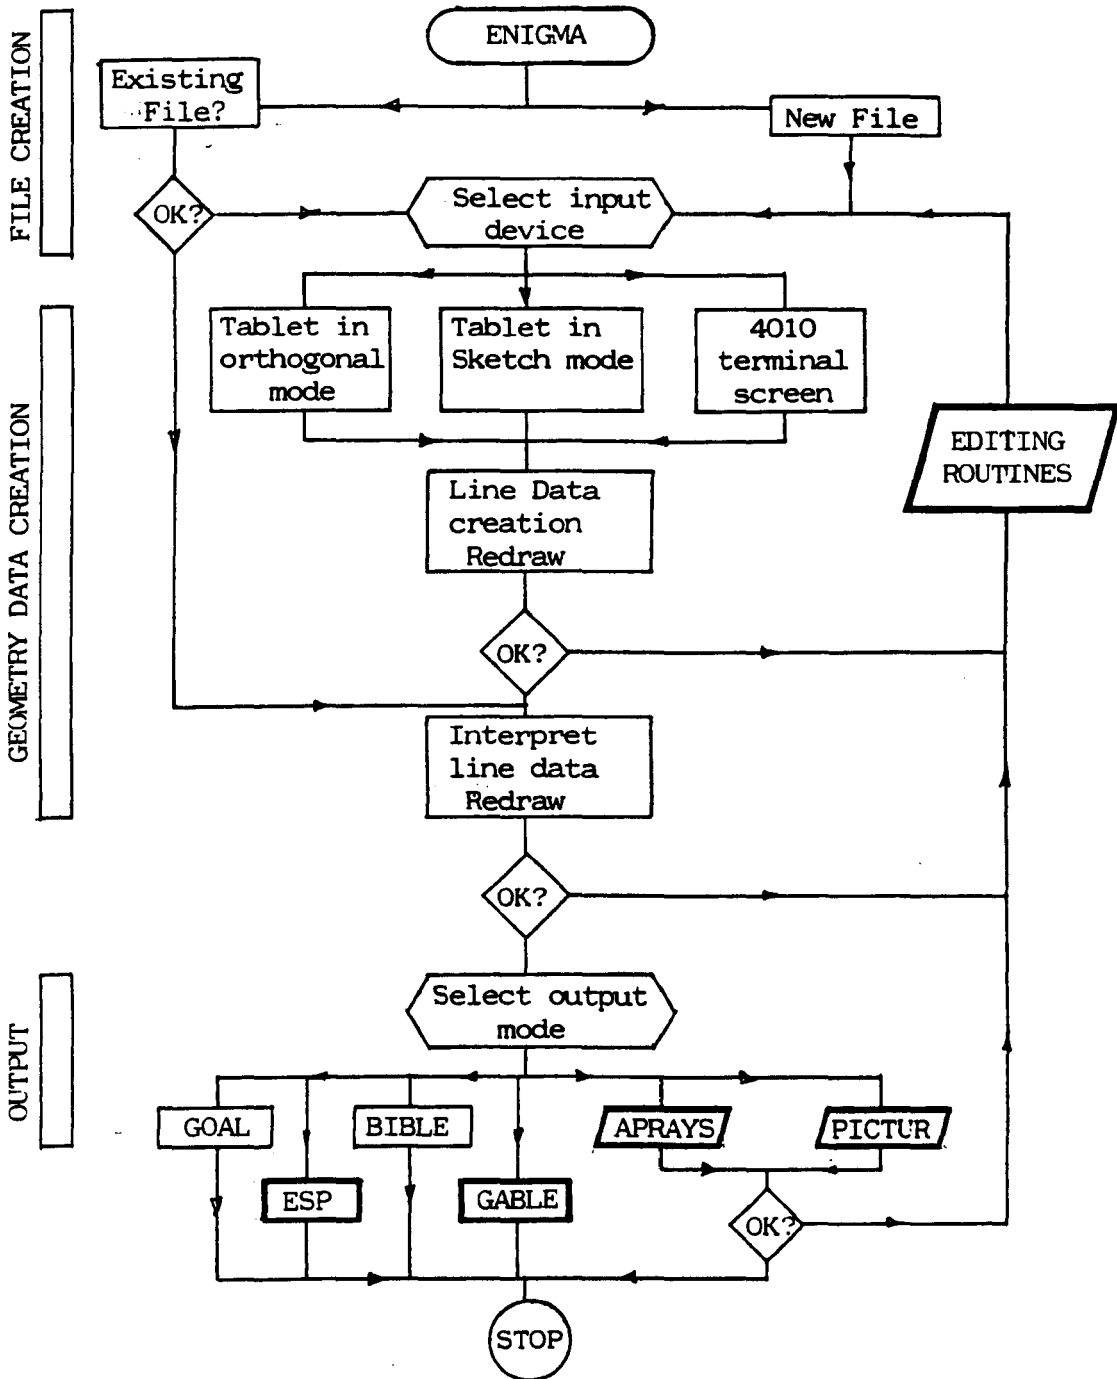 FILE CREATION
ENIGMA
Existing
File?
New File
OK?
Select input
device
GEOMETRY DATA CREATION
Tablet in
orthogonal
mode
Tablet in
Sketch mode
4010
terminal
screen
EDITING
ROUTINES
Line Data
creation
Redraw
OK?
Interpret
line data
Redraw
OK?
OUTPUT
Select output
mode
GOAL
BIBLE
APRAYS
PICTUR
ESP
GABLE
OK?
STOP